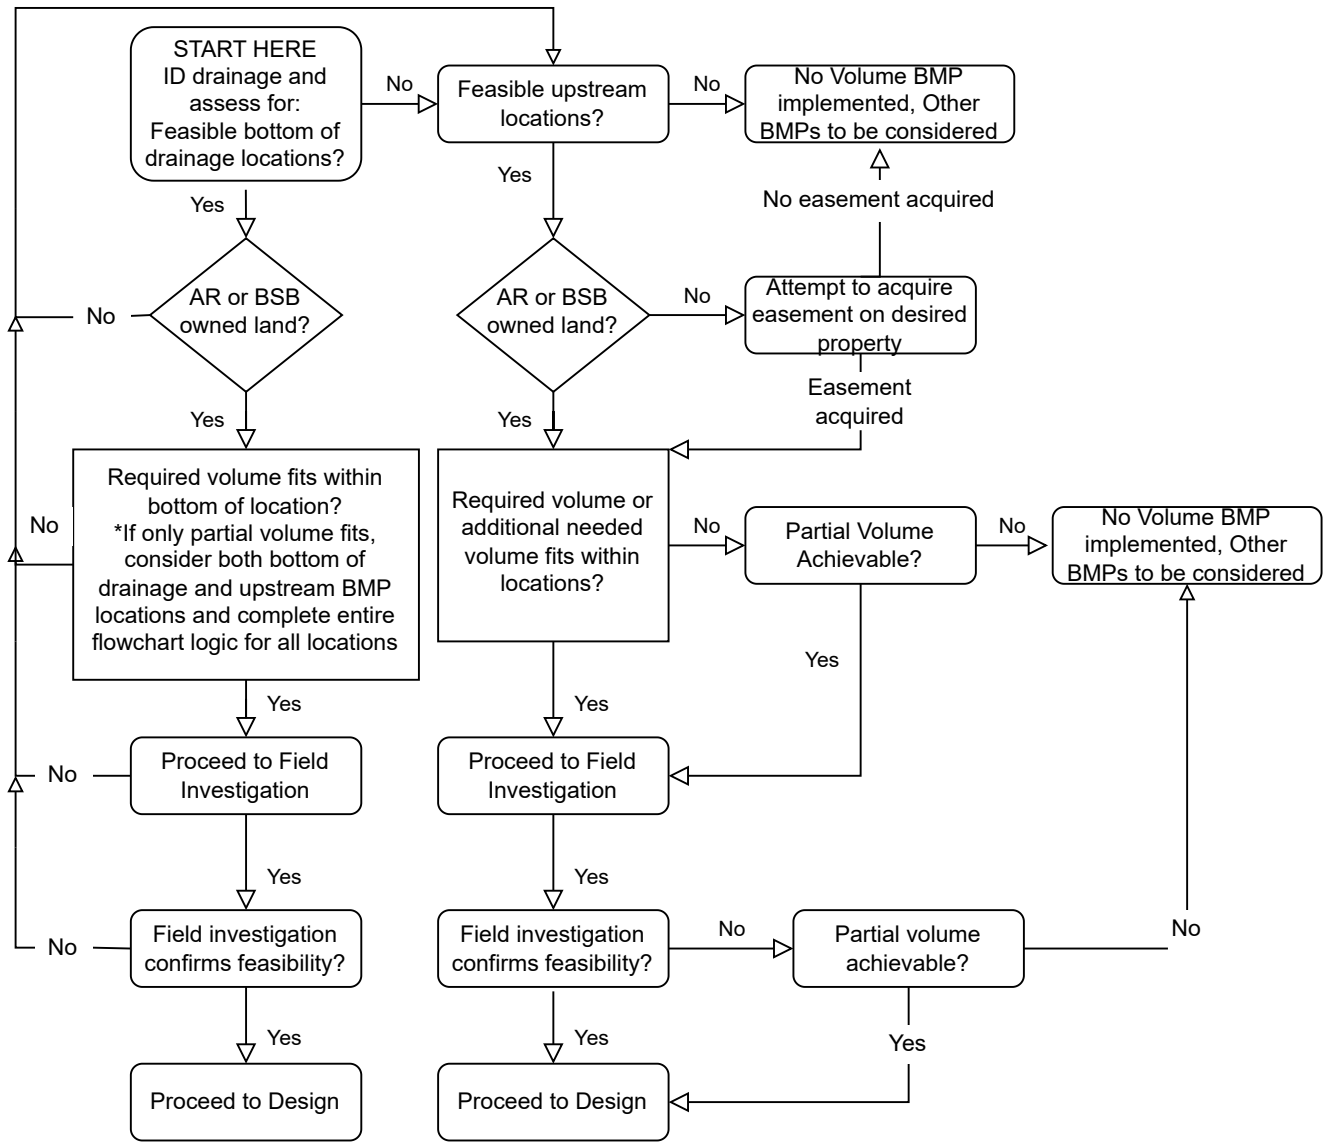 START HERE
ID drainage and
assess for:
Feasible bottom of
drainage locations?
No
Feasible upstream
locations?
No
No Volume BMP
implemented, Other
BMPs to be considered
Yes
Yes
No easement acquired
No
AR or BSB
owned land?
AR or BSB
owned land?
No
Attempt to acquire
easement on desired
property
Easement
acquired
Yes
Yes
No
Required volume fits within
bottom of location?
*If only partial volume fits,
consider both bottom of
drainage and upstream BMP
locations and complete entire
flowchart logic for all locations
Required volume or
additional needed
volume fits within
locations?
No
Partial Volume
Achievable?
No
No Volume BMP
implemented, Other
BMPs to be considered
Yes
Yes
Yes
No
Proceed to Field
Investigation
Proceed to Field
Investigation
Yes
Yes
No
Field investigation
confirms feasibility?
Field investigation
confirms feasibility?
No
Partial volume
achievable?
No
Yes
Yes
Yes
Proceed to Design
Proceed to Design